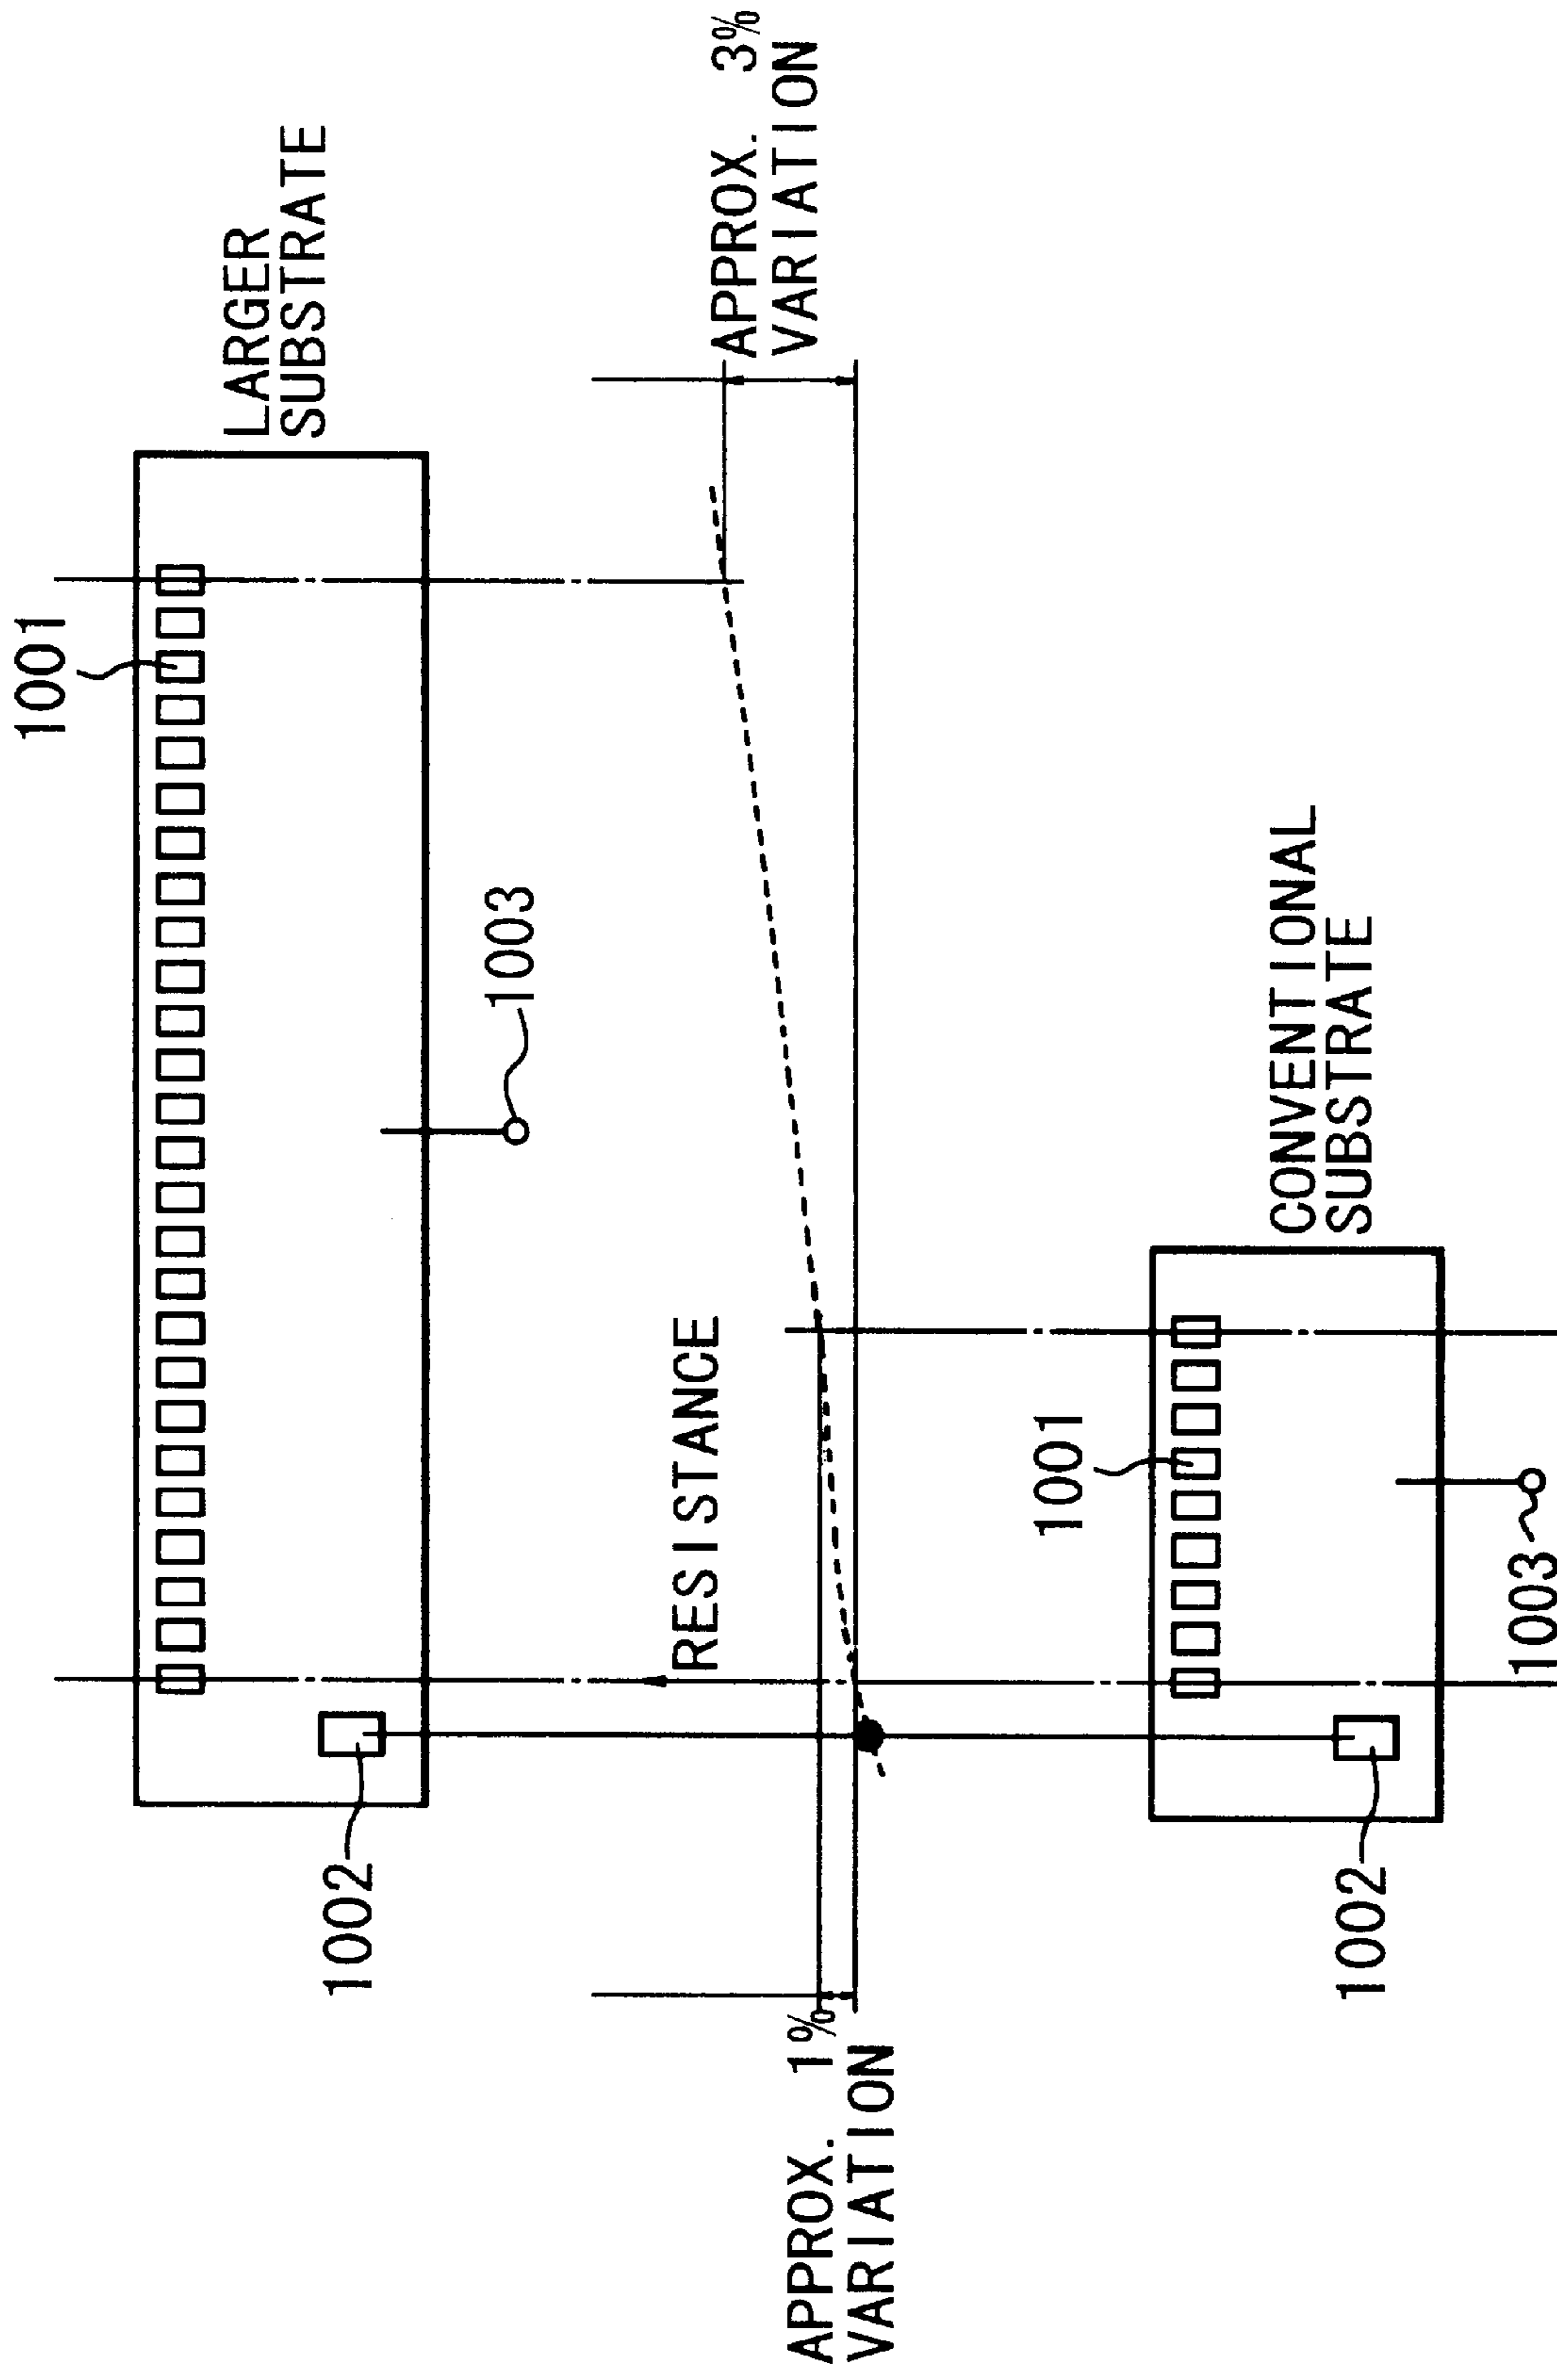 1001
LARGER
SUBSTRATE
1002
1003
RESISTANCE
APPROX. 3%
VARIATION
APPROX. 1%
VARIATION
1001
CONVENTIONAL
SUBSTRATE
1002
1003